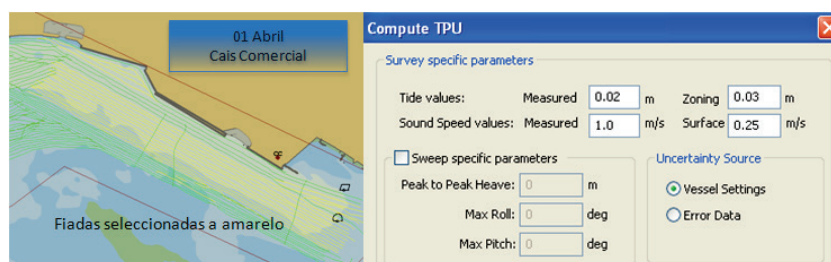 01 Abril
Cais Comercial
Fiadas seleccionadas a amarelo
Compute TPU
Survey specific parameters
Tide values: Measured 0.02 m Zoning 0.03 m
Sound Speed values: Measured 1.0 m/s Surface 0.25 m/s
Sweep specific parameters
Peak to Peak Heave: 0 m
Max Roll: 0 deg
Max Pitch: 0 deg
Uncertainty Source
Vessel Settings
Error Data